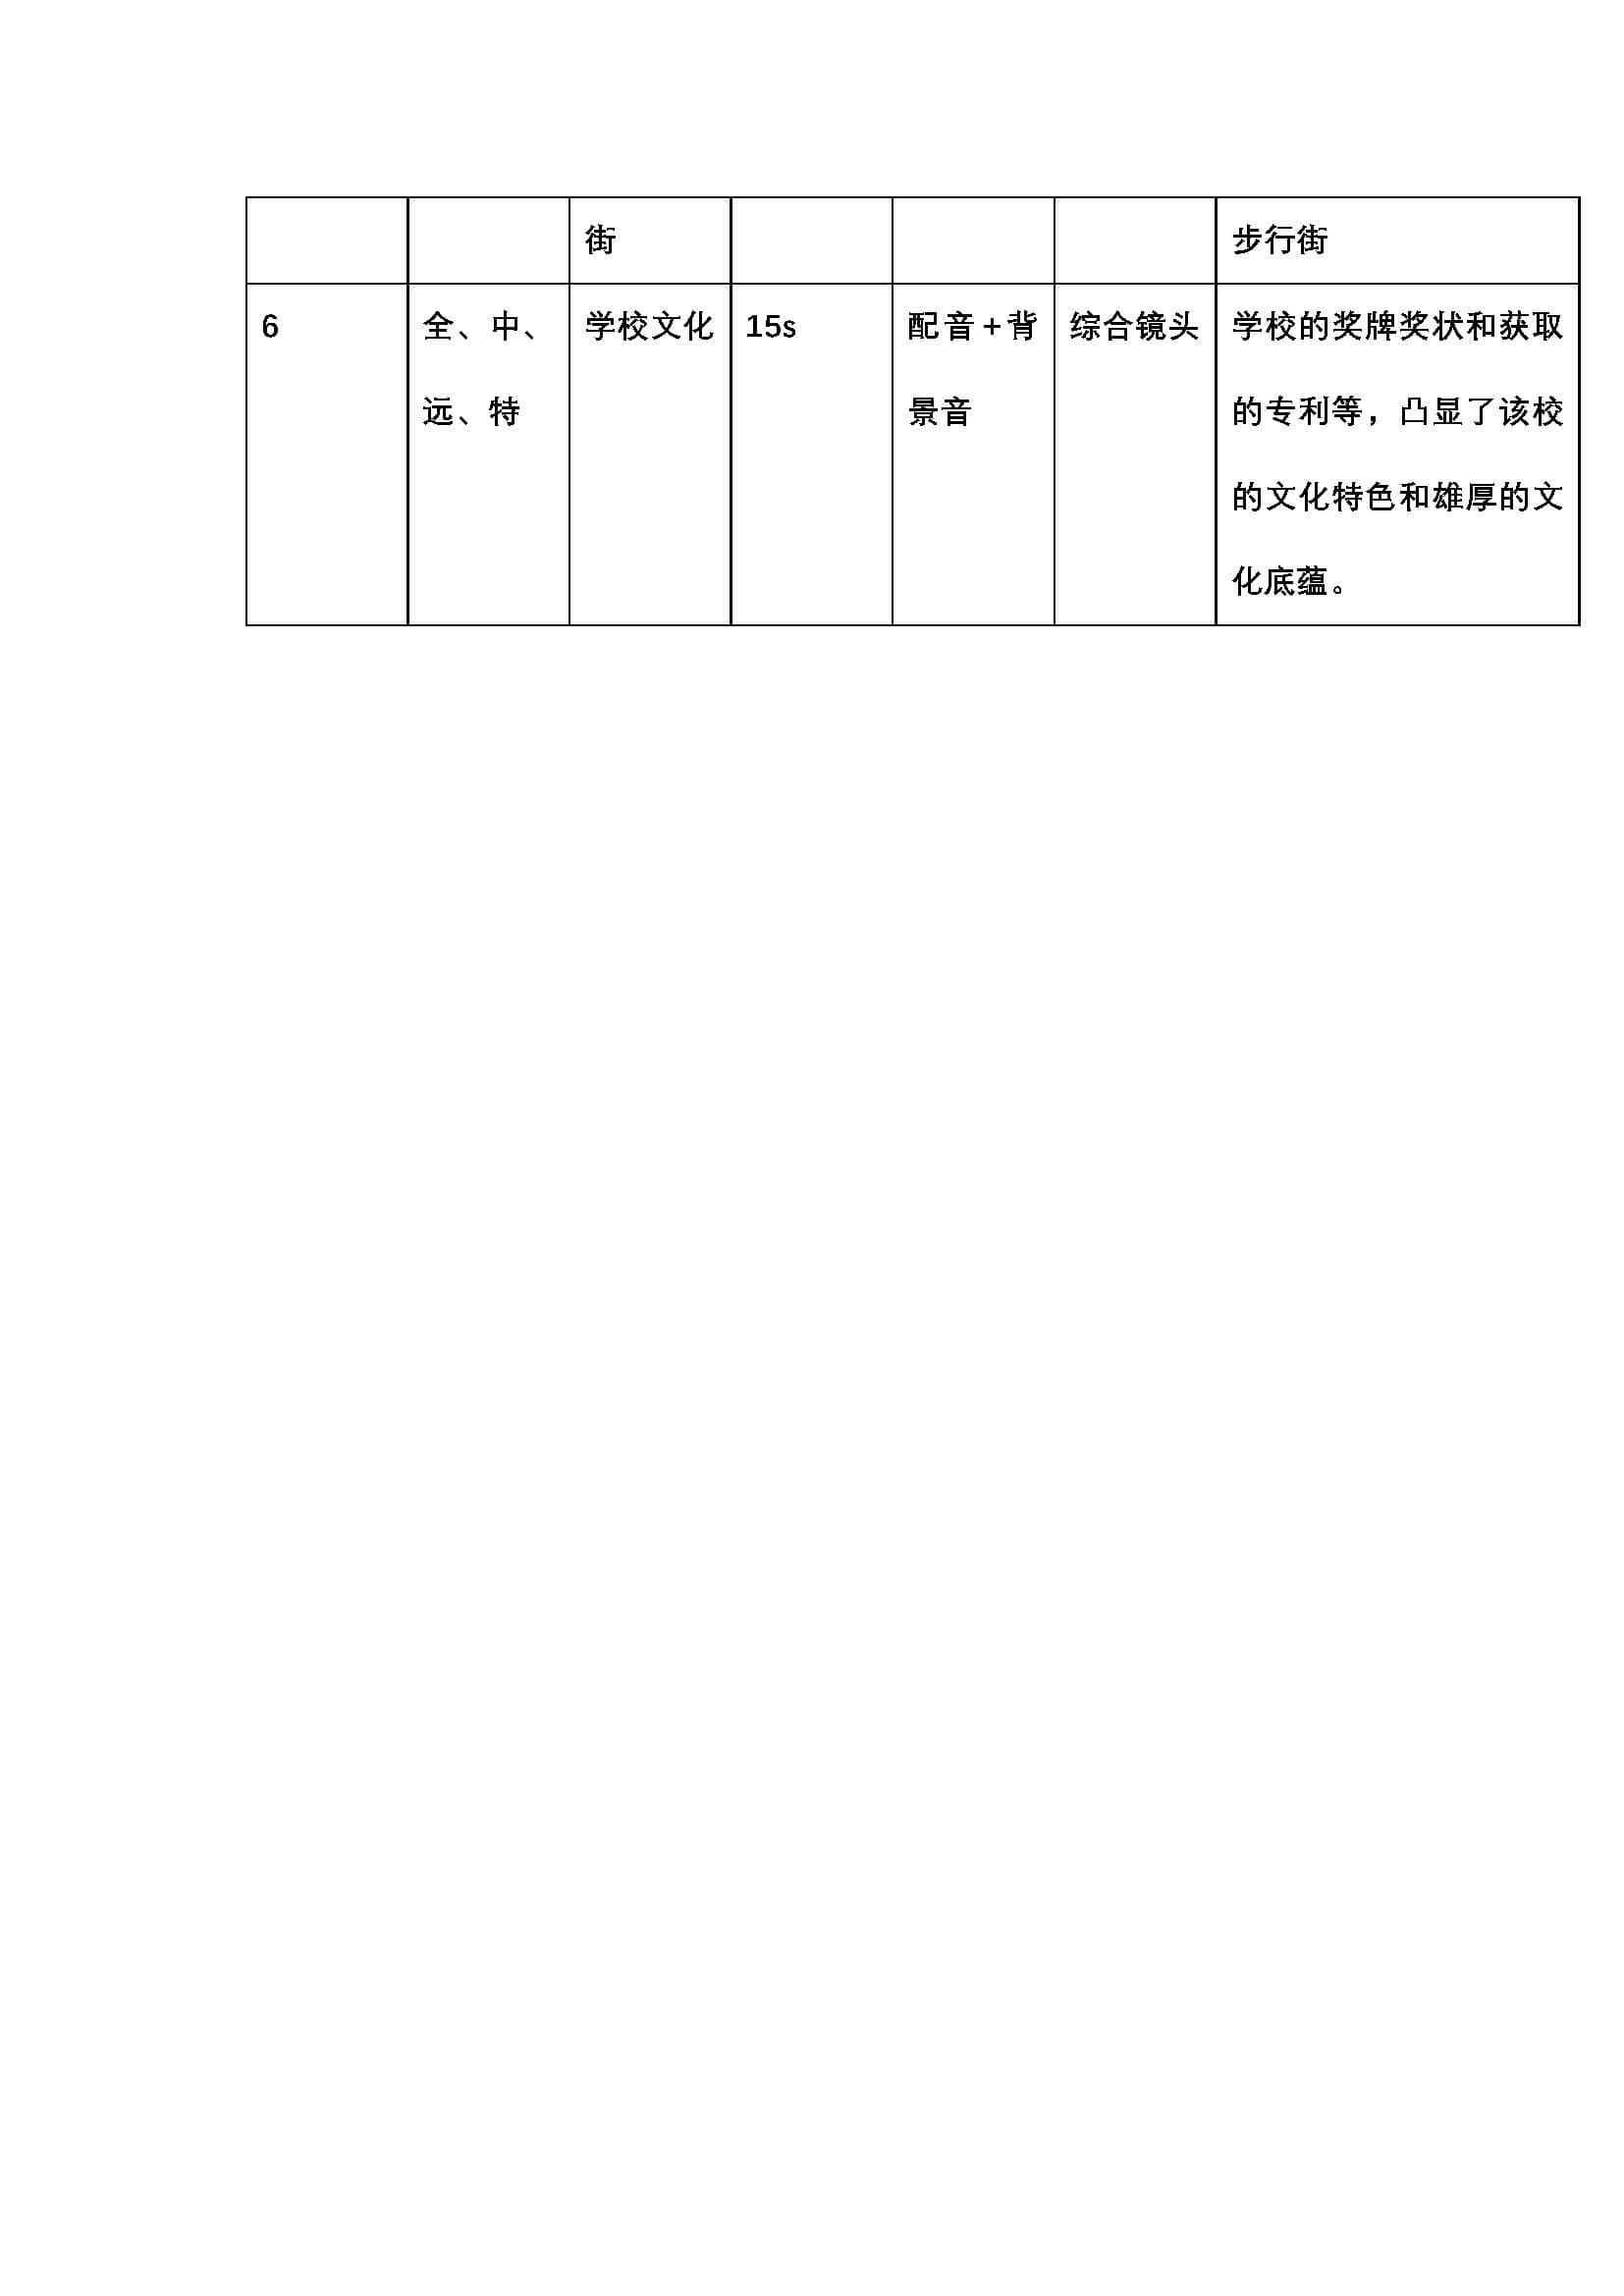 街 步行街
6 全、中、 学校文化 15s 配音+背 综合镜头 学校的奖牌奖状和获取
远、特 景音 的专利等，凸显了该校
的文化特色和雄厚的文
化底蕴。